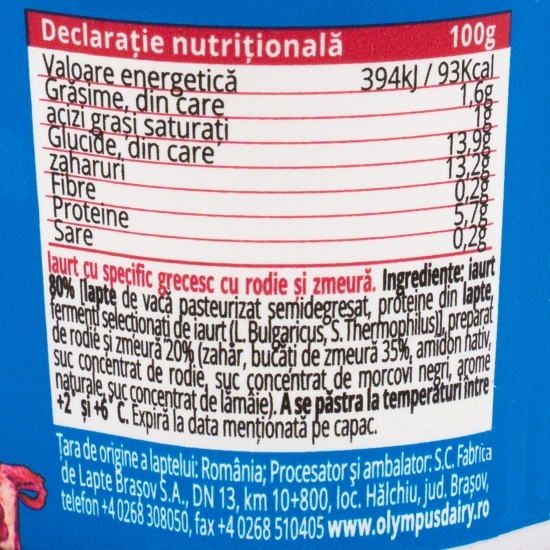 Declarație nutrițională 100g
Valoare energetică 394kJ / 93Kcal
Grăsime, din care 1,6g
acizi grași saturați 1g
Glucide, din care 13,9g
zaharuri 13,2g
Fibre 0,2g
Proteine 5,7g
Sare 0,2g
Iaurt cu specific grecesc cu rodie și zmeură. Ingrediente: iaurt
80% [lapte de vacă pasteurizat semidegresat, proteine din lapte,
fermenți selecționați de iaurt (L. Bulgaricus, S. Thermophilus)], preparat
de rodie și zmeură 20% (zahăr, bucăți de zmeură 35%, amidon nativ,
suc concentrat de rodie, suc concentrat de morcovi negri, arome
naturale, suc concentrat de lămâie). A se păstra la temperaturi între
+2° și +6° C. Expiră la data menționată pe capac.
Țara de origine a laptelui: România; Procesator și ambalator: S.C. Fabrica
de Lapte Brașov S.A., DN 13, km 10+800, loc. Hălchiu, jud. Brașov,
telefon +4 0268 308050, fax +4 0268 510405 www.olympusdairy.ro